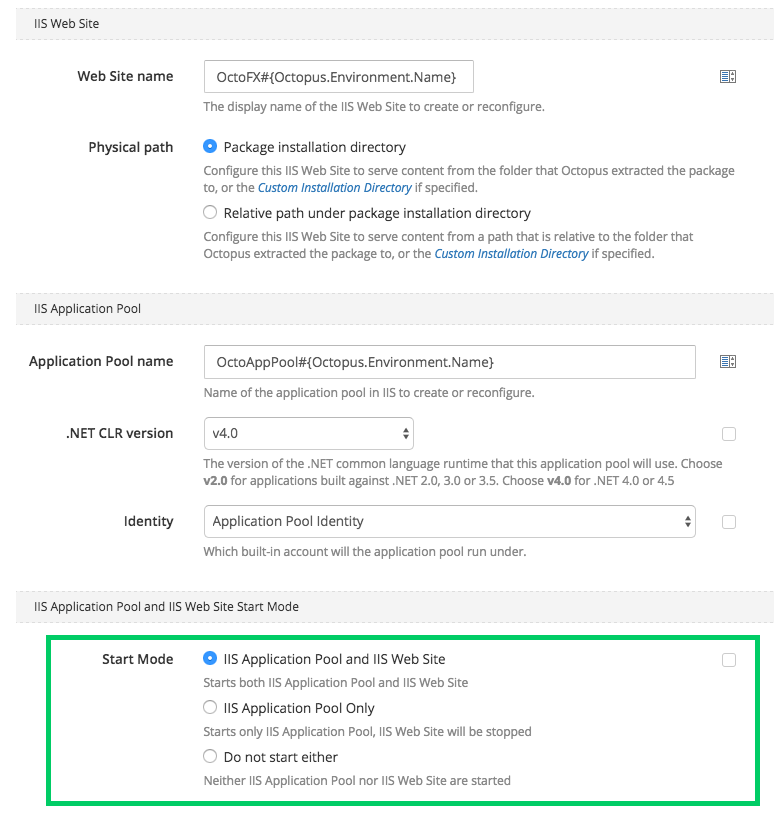 IIS Web Site
Web Site name
OctoFX#{Octopus.Environment.Name}
The display name of the IIS Web Site to create or reconfigure.
Physical path
Package installation directory
Configure this IIS Web Site to serve content from the folder that Octopus extracted the package
to, or the Custom Installation Directory if specified.
Relative path under package installation directory
Configure this IIS Web Site to serve content from a path that is relative to the folder that
Octopus extracted the package to, or the Custom Installation Directory if specified.
IIS Application Pool
Application Pool name
OctoAppPool#{Octopus.Environment.Name}
Name of the application pool in IIS to create or reconfigure.
.NET CLR version
v4.0
The version of the .NET common language runtime that this application pool will use. Choose
v2.0 for applications built against .NET 2.0, 3.0 or 3.5. Choose v4.0 for .NET 4.0 or 4.5
Identity
Application Pool Identity
Which built-in account will the application pool run under.
IIS Application Pool and IIS Web Site Start Mode
Start Mode
IIS Application Pool and IIS Web Site
Starts both IIS Application Pool and IIS Web Site
IIS Application Pool Only
Starts only IIS Application Pool, IIS Web Site will be stopped
Do not start either
Neither IIS Application Pool nor IIS Web Site are started